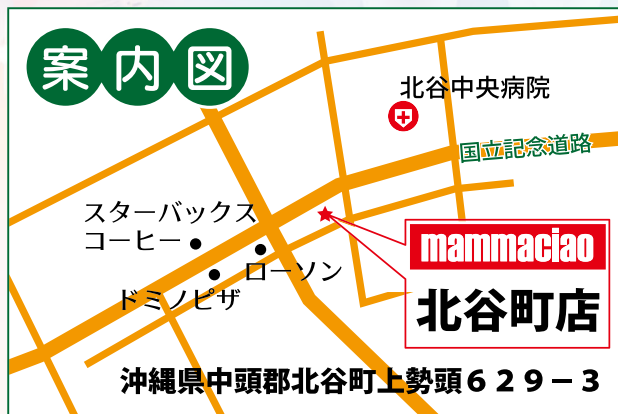 案内図
北谷中央病院
国立記念道路
スターバックス
コーヒー
ローソン
ドミノピザ
mammaciao
北谷町店
沖縄県中頭郡北谷町上勢頭６２９－３